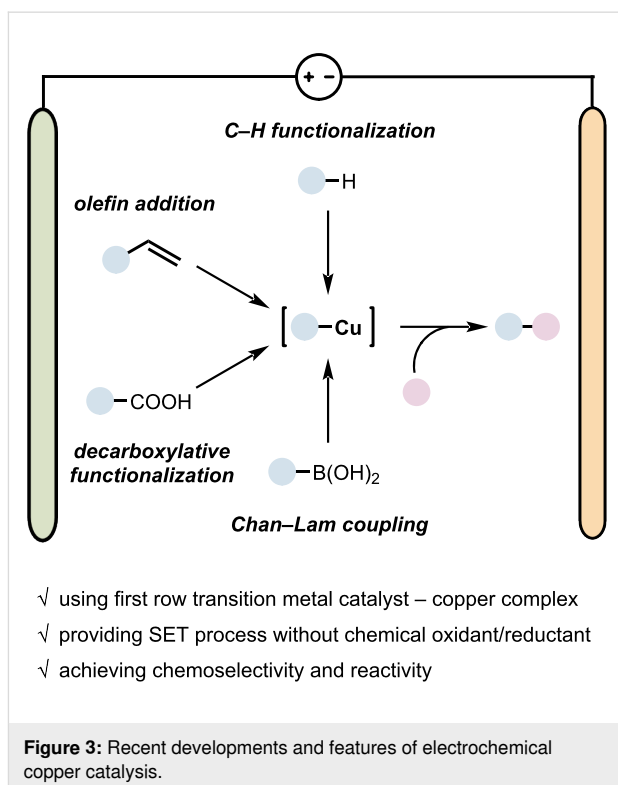 + −
C–H functionalization
H
olefin addition
[ Cu ]
COOH
decarboxylative
functionalization
B(OH)₂
Chan–Lam coupling
√ using first row transition metal catalyst – copper complex
√ providing SET process without chemical oxidant/reductant
√ achieving chemoselectivity and reactivity
Figure 3: Recent developments and features of electrochemical
copper catalysis.